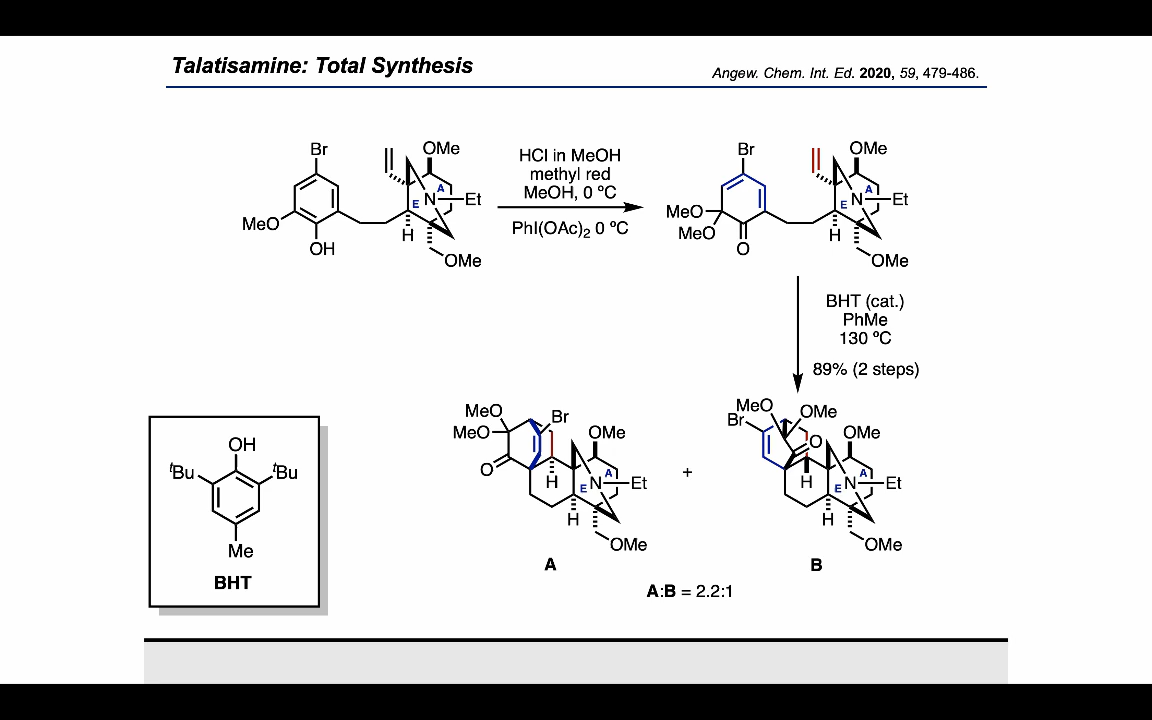 Talatisamine: Total Synthesis
Angew. Chem. Int. Ed. 2020, 59, 479-486.
Br
MeO
OH
H
OMe
A
E
N
Et
OMe
HCl in MeOH
methyl red
MeOH, 0 ºC
PhI(OAc)2 0 ºC
Br
MeO
MeO
O
H
OMe
A
E
N
Et
OMe
BHT (cat.)
PhMe
130 ºC
89% (2 steps)
OH
tBu
tBu
Me
BHT
MeO
MeO
O
Br
H
OMe
A
E
N
Et
H
OMe
A
+
MeO
OMe
Br
O
H
OMe
A
E
N
Et
H
OMe
B
A:B = 2.2:1